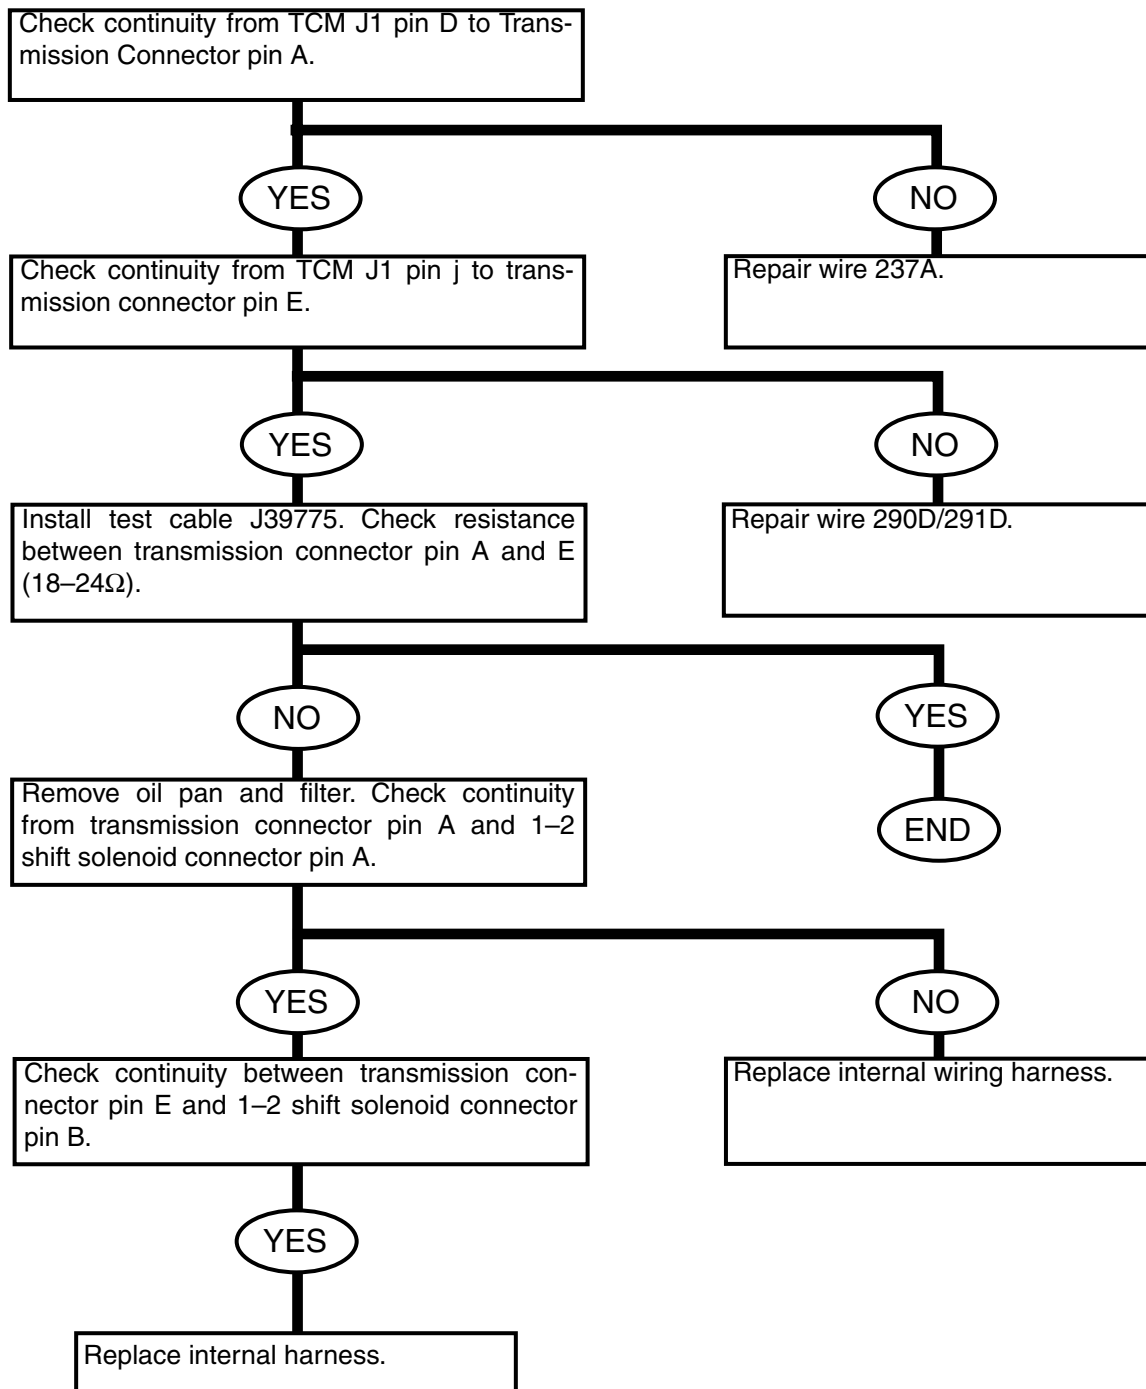 Check continuity from TCM J1 pin D to Trans-
mission Connector pin A.
YES
NO
Check continuity from TCM J1 pin j to trans-
mission connector pin E.
Repair wire 237A.
YES
NO
Install test cable J39775. Check resistance
between transmission connector pin A and E
(18–24Ω).
Repair wire 290D/291D.
NO
YES
Remove oil pan and filter. Check continuity
from transmission connector pin A and 1–2
shift solenoid connector pin A.
END
YES
NO
Check continuity between transmission con-
nector pin E and 1–2 shift solenoid connector
pin B.
Replace internal wiring harness.
YES
Replace internal harness.